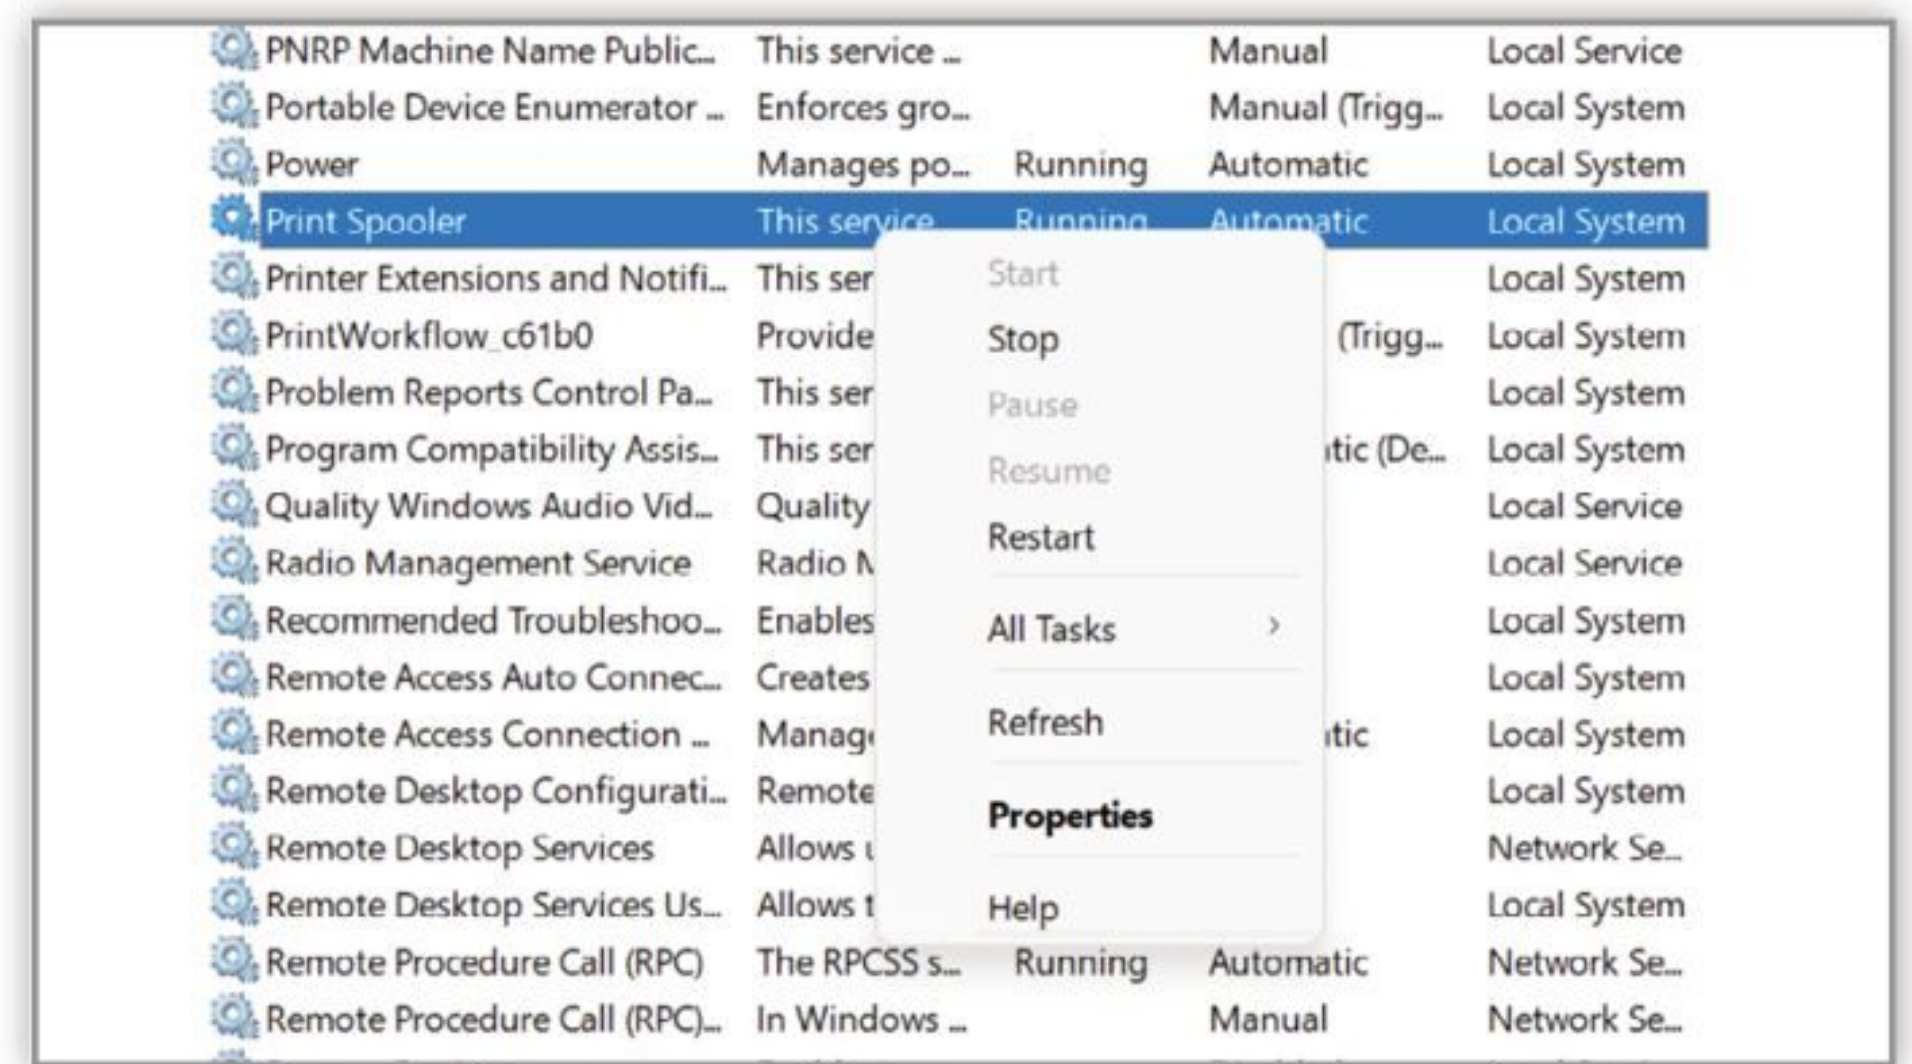 PNRP Machine Name Public... This service ... Manual Local Service
Portable Device Enumerator ... Enforces gro... Manual (Trigg... Local System
Power Manages po... Running Automatic Local System
Print Spooler This service Running Automatic Local System
Start
Printer Extensions and Notifi... This ser Local System
Stop
PrintWorkflow_c61b0 Provide (Trigg... Local System
Pause
Problem Reports Control Pa... This ser Local System
Resume
Program Compatibility Assis... This ser tic (De... Local System
Quality Windows Audio Vid... Quality Local Service
Restart
Radio Management Service Radio Local Service
Recommended Troubleshoo... Enables Local System
All Tasks
Remote Access Auto Connec... Creates Local System
Refresh
Remote Access Connection ... Manag tic Local System
Remote Desktop Configurati... Remote Local System
Properties
Remote Desktop Services Allows Network Se...
Remote Desktop Services Us... Allows t Local System
Help
Remote Procedure Call (RPC) The RPCSS s... Running Automatic Network Se...
Remote Procedure Call (RPC)... In Windows ... Manual Network Se...